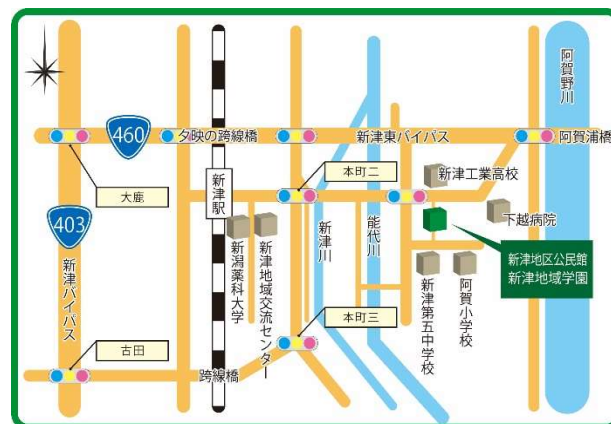 460
夕映の跨線橋
新津東バイパス
阿賀浦橋
阿賀野川
大鹿
本町二
新津工業高校
新津駅
403
新津バイパス
新潟薬科大学
新津地域交流センター
新津川
能代川
下越病院
新津地区公民館
新津地域学園
新津第五中学校
阿賀小学校
本町三
古田
跨線橋